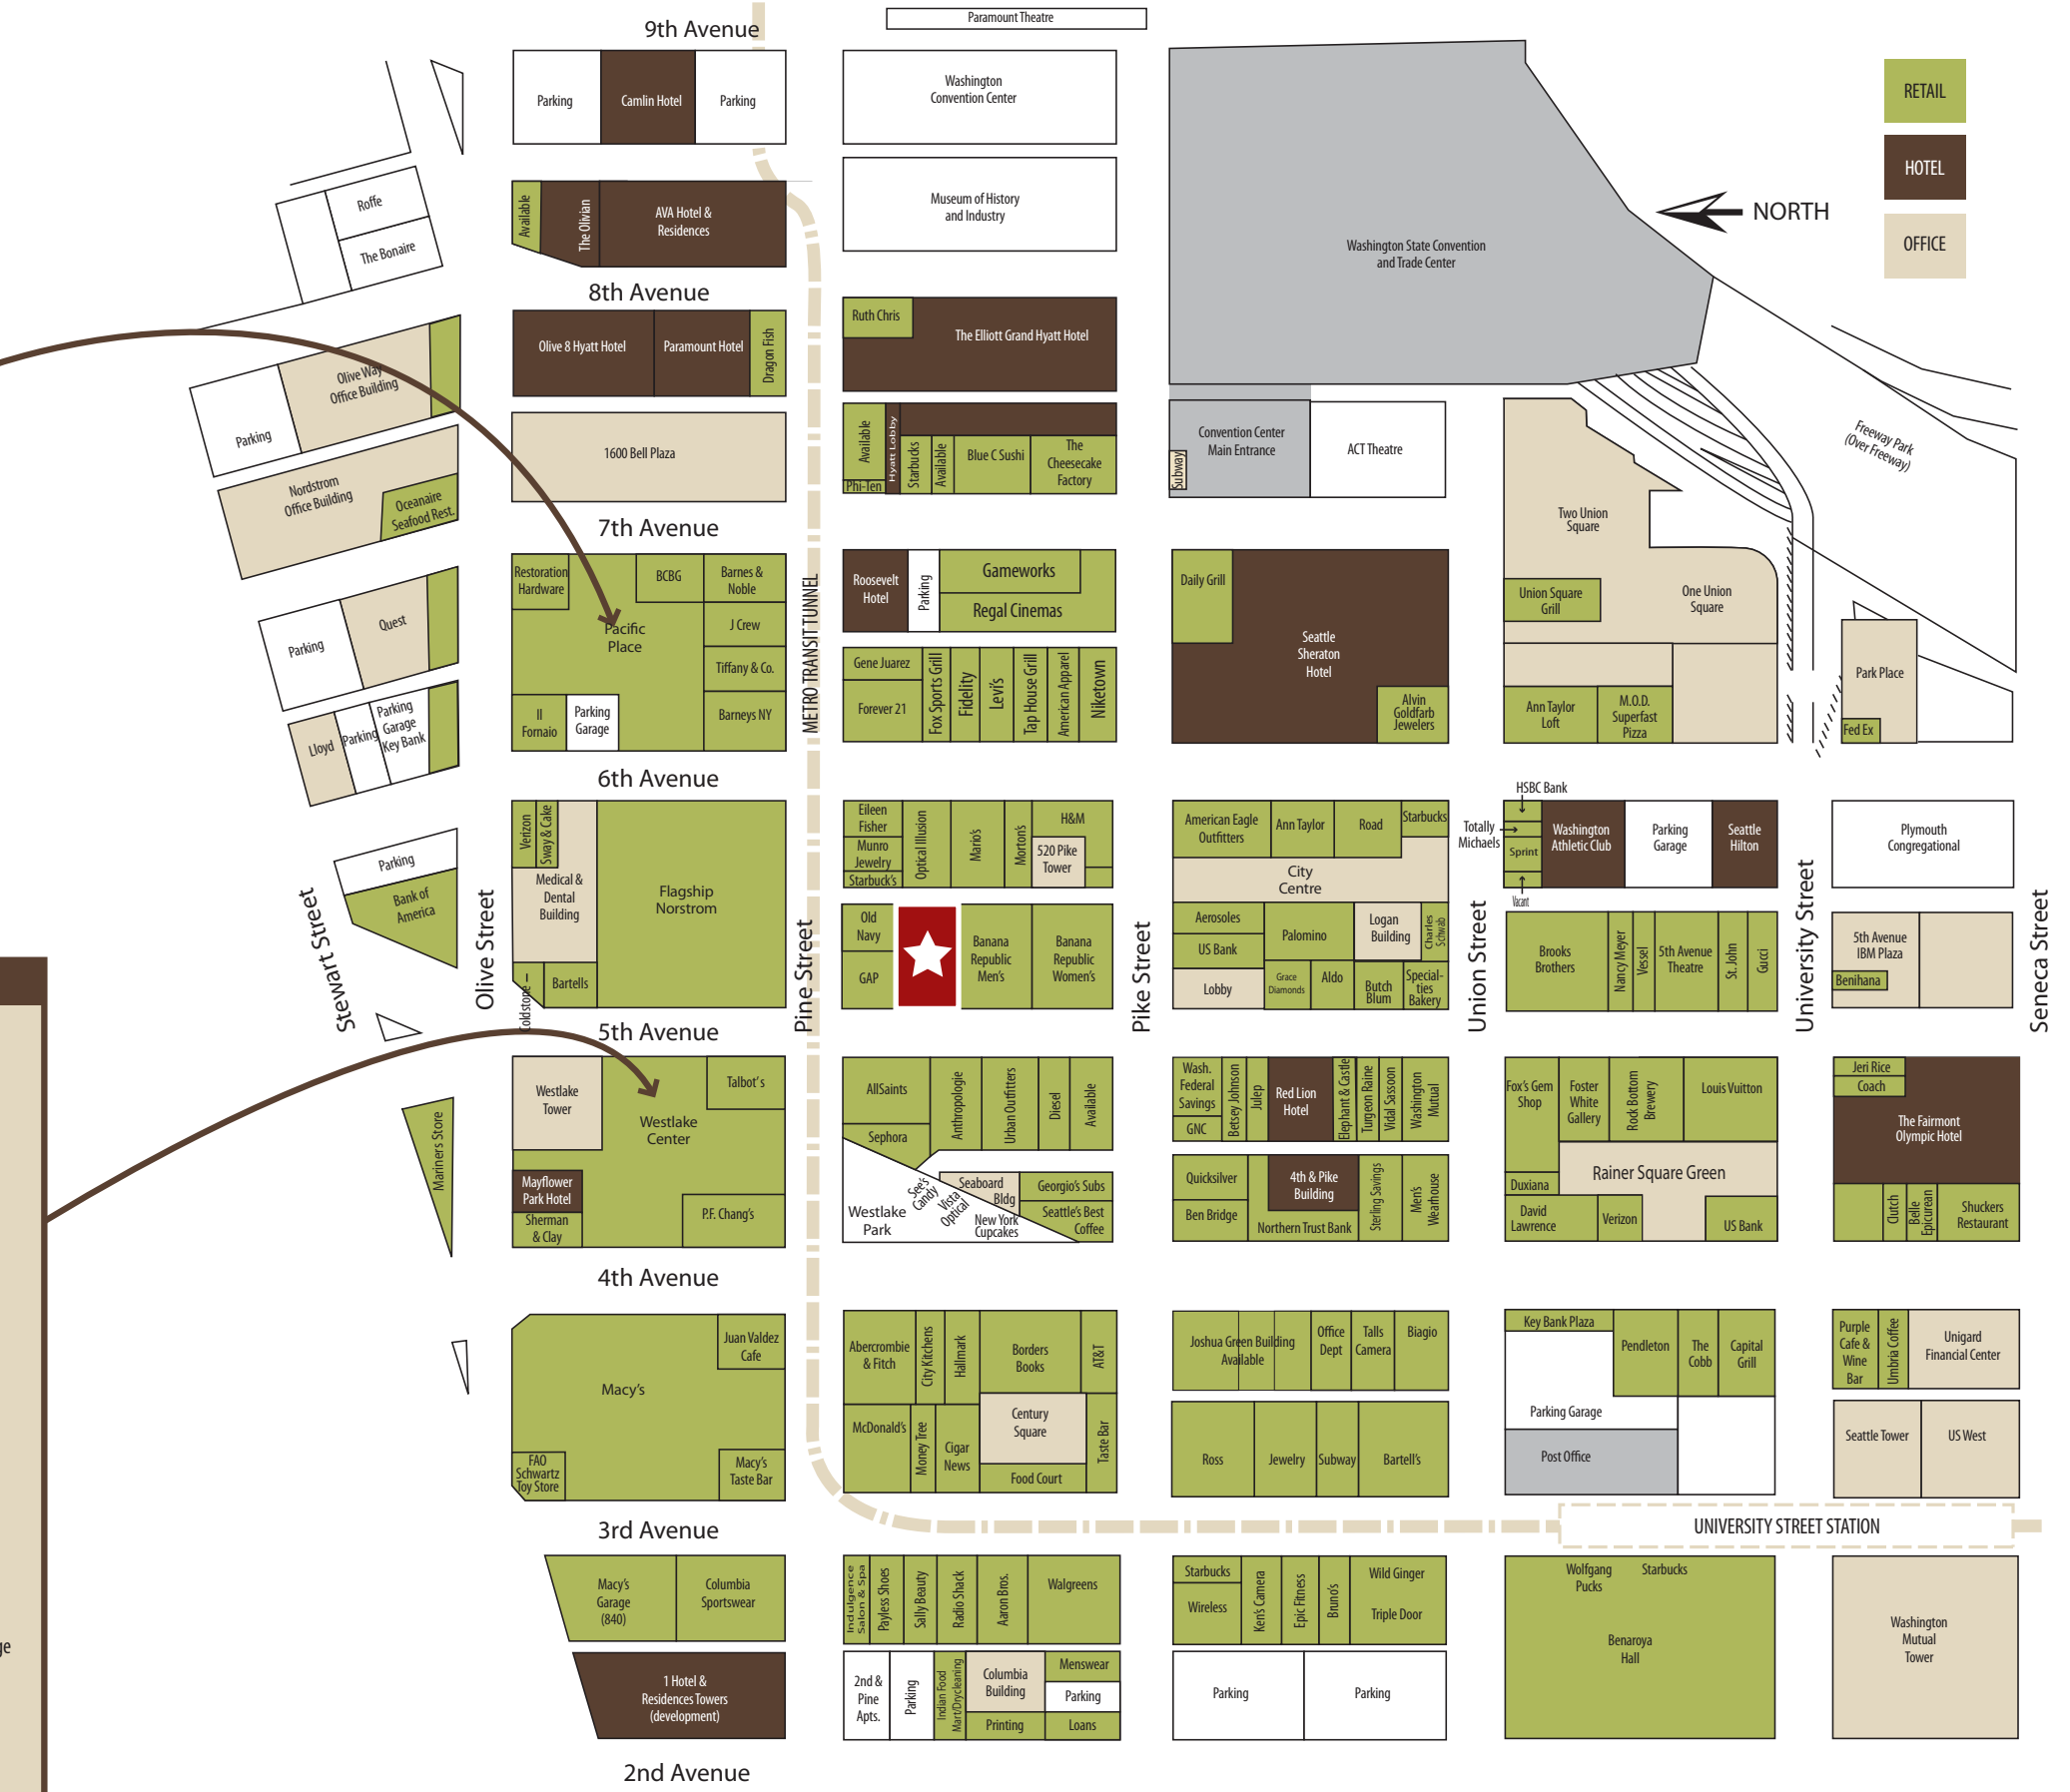 9th Avenue
Paramount Theatre
Parking
Camlin Hotel
Parking
Washington
Convention Center
RETAIL
HOTEL
OFFICE
NORTH
Roffe
The Bonaire
Available
The Olivian
AVA Hotel &
Residences
Museum of History
and Industry
Washington State Convention
and Trade Center
8th Avenue
Olive 8 Hyatt Hotel
Paramount Hotel
Dragon Fish
Ruth Chris
The Elliott Grand Hyatt Hotel
Olive Way
Office Building
Parking
1600 Bell Plaza
Available
Phi-Ten
Hyatt Lobby
Starbucks
Available
Blue C Sushi
The
Cheesecake
Factory
Convention Center
Main Entrance
Subway
ACT Theatre
Freeway Park
(Over Freeway)
Nordstrom
Office Building
Oceanaire
Seafood Rest.
Two Union
Square
7th Avenue
Restoration
Hardware
BCBG
Barnes &
Noble
J Crew
Pacific
Place
Tiffany & Co.
Il
Fornaio
Parking
Garage
Barneys NY
METRO TRANSIT TUNNEL
Roosevelt
Hotel
Parking
Gameworks
Regal Cinemas
Gene Juarez
Forever 21
Fox Sports Grill
Fidelity
Levi's
Tap House Grill
American Apparel
Niketown
Daily Grill
Seattle
Sheraton
Hotel
Alvin
Goldfarb
Jewelers
Union Square
Grill
One Union
Square
Ann Taylor
Loft
M.O.D.
Superfast
Pizza
Park Place
Fed Ex
Parking
Quest
Lloyd
Parking
Parking
Garage
Key Bank
6th Avenue
Verizon
Sway & Cake
Medical &
Dental
Building
Flagship
Norstrom
Coldstone
Bartells
Eileen
Fisher
Munro
Jewelry
Starbuck's
Optical Illusion
Mario's
Morton's
H&M
520 Pike
Tower
American Eagle
Outfitters
Ann Taylor
Road
Starbucks
City
Centre
HSBC Bank
Totally
Michaels
Sprint
Vacant
Washington
Athletic Club
Parking
Garage
Seattle
Hilton
Plymouth
Congregational
Parking
Bank of
America
Stewart Street
Olive Street
Pine Street
Pike Street
Union Street
University Street
Seneca Street
Old
Navy
GAP
Banana
Republic
Men's
Banana
Republic
Women's
Aerosoles
US Bank
Lobby
Palomino
Logan
Building
Charles
Schwab
Grace
Diamonds
Aldo
Butch
Blum
Special-
ties
Bakery
Brooks
Brothers
Nancy Meyer
Vessel
5th Avenue
Theatre
St. John
Gucci
5th Avenue
IBM Plaza
Benihana
5th Avenue
Westlake
Tower
Talbot's
Westlake
Center
Mayflower
Park Hotel
Sherman
& Clay
P.F. Chang's
Mariners Store
AllSaints
Sephora
Anthropologie
Urban Outfitters
Diesel
Available
Westlake
Park
See's
Candy
Vista
Optical
Seaboard
Bldg
New York
Cupcakes
Georgio's Subs
Seattle's Best
Coffee
Wash.
Federal
Savings
GNC
Betsey Johnson
Julep
Red Lion
Hotel
Elephant & Castle
Turgeon Raine
Vidal Sassoon
Washington
Mutual
Quicksilver
Ben Bridge
4th & Pike
Building
Northern Trust Bank
Sterling Savings
Men's
Wearhouse
Fox's Gem
Shop
Foster
White
Gallery
Rock Bottom
Brewery
Louis Vuitton
Rainer Square Green
Duxiana
David
Lawrence
Verizon
US Bank
Jeri Rice
Coach
The Fairmont
Olympic Hotel
Clutch
Belle
Epicurean
Shuckers
Restaurant
4th Avenue
Juan Valdez
Cafe
Macy's
FAO
Schwartz
Toy Store
Macy's
Taste Bar
Abercrombie
& Fitch
City Kitchens
Hallmark
Borders
Books
AT&T
McDonald's
Money Tree
Cigar
News
Century
Square
Food Court
Taste Bar
Joshua Green Building
Available
Office
Dept
Talls
Camera
Biagio
Ross
Jewelry
Subway
Bartell's
Key Bank Plaza
Pendleton
The
Cobb
Capital
Grill
Parking Garage
Post Office
Purple
Cafe &
Wine
Bar
Umbria Coffee
Unigard
Financial Center
Seattle Tower
US West
3rd Avenue
UNIVERSITY STREET STATION
Macy's
Garage
(840)
Columbia
Sportswear
Indulgence
Salon & Spa
Payless Shoes
Sally Beauty
Radio Shack
Aaron Bros.
Walgreens
Starbucks
Wireless
Ken's Camera
Epic Fitness
Bruno's
Wild Ginger
Triple Door
Wolfgang
Pucks
Starbucks
Benaroya
Hall
Washington
Mutual
Tower
1 Hotel &
Residences Towers
(development)
2nd &
Pine
Apts.
Parking
Indian Food
Mart/Drycleaning
Columbia
Building
Printing
Menswear
Parking
Loans
Parking
Parking
2nd Avenue
ge